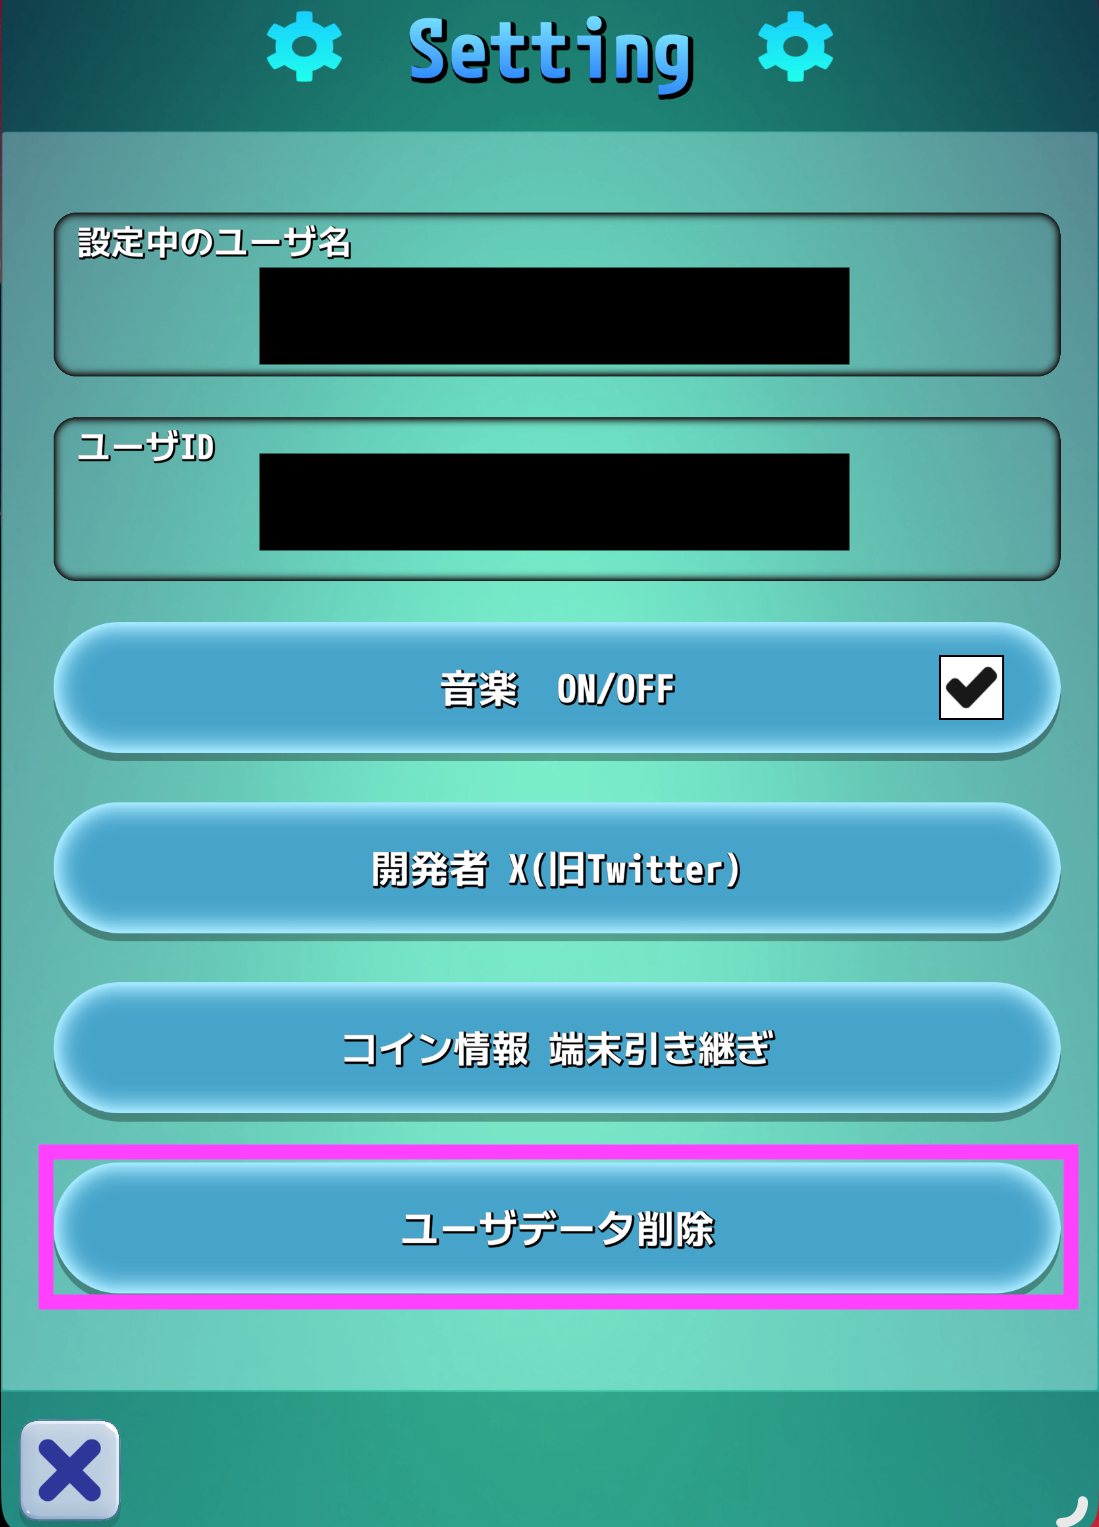 Setting
設定中のユーザ名
ユーザID
音楽 ON/OFF
開発者 X(旧Twitter)
コイン情報 端末引き継ぎ
ユーザデータ削除